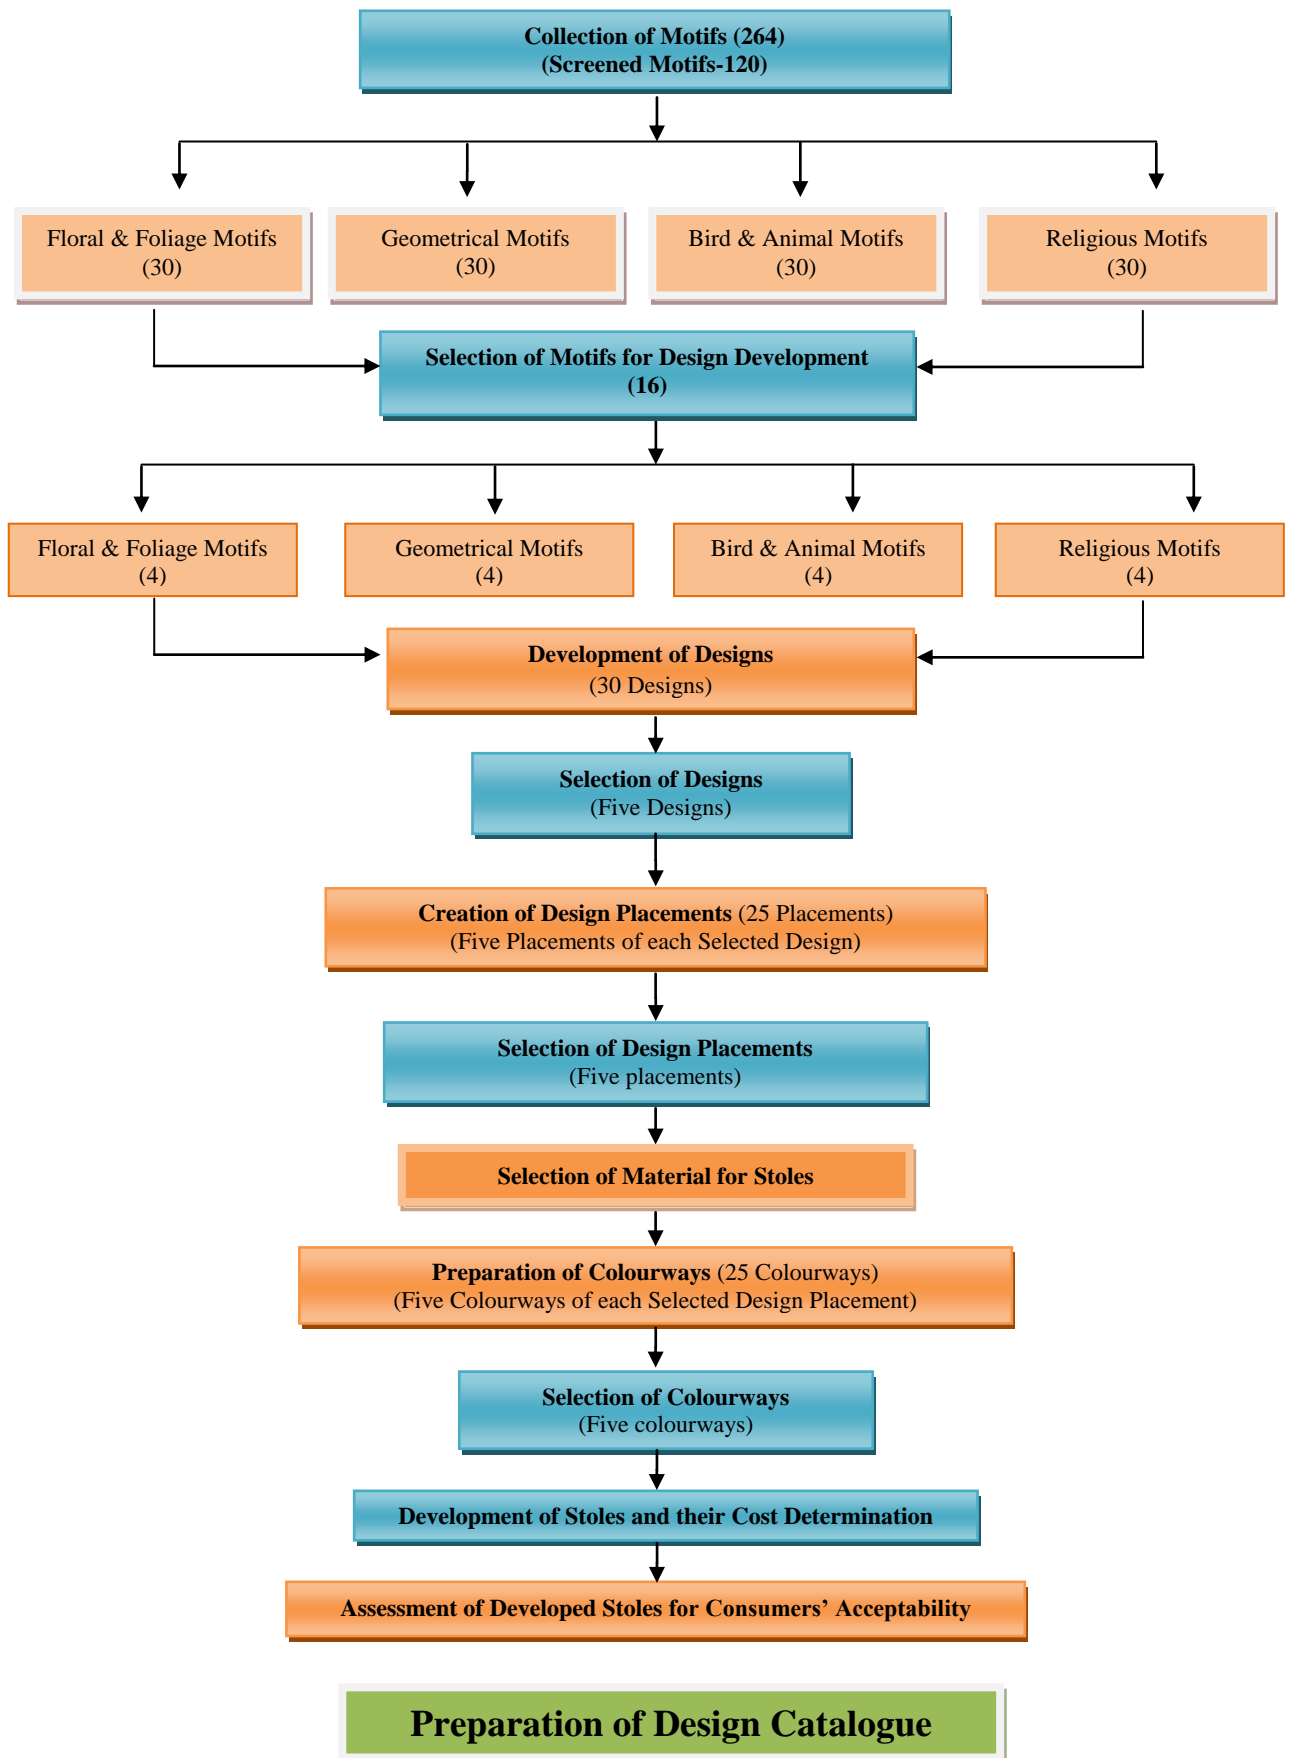 Collection of Motifs (264)
(Screened Motifs-120)
Floral & Foliage Motifs
(30)
Geometrical Motifs
(30)
Bird & Animal Motifs
(30)
Religious Motifs
(30)
Selection of Motifs for Design Development
(16)
Floral & Foliage Motifs
(4)
Geometrical Motifs
(4)
Bird & Animal Motifs
(4)
Religious Motifs
(4)
Development of Designs
(30 Designs)
Selection of Designs
(Five Designs)
Creation of Design Placements (25 Placements)
(Five Placements of each Selected Design)
Selection of Design Placements
(Five placements)
Selection of Material for Stoles
Preparation of Colourways (25 Colourways)
(Five Colourways of each Selected Design Placement)
Selection of Colourways
(Five colourways)
Development of Stoles and their Cost Determination
Assessment of Developed Stoles for Consumers’ Acceptability
Preparation of Design Catalogue